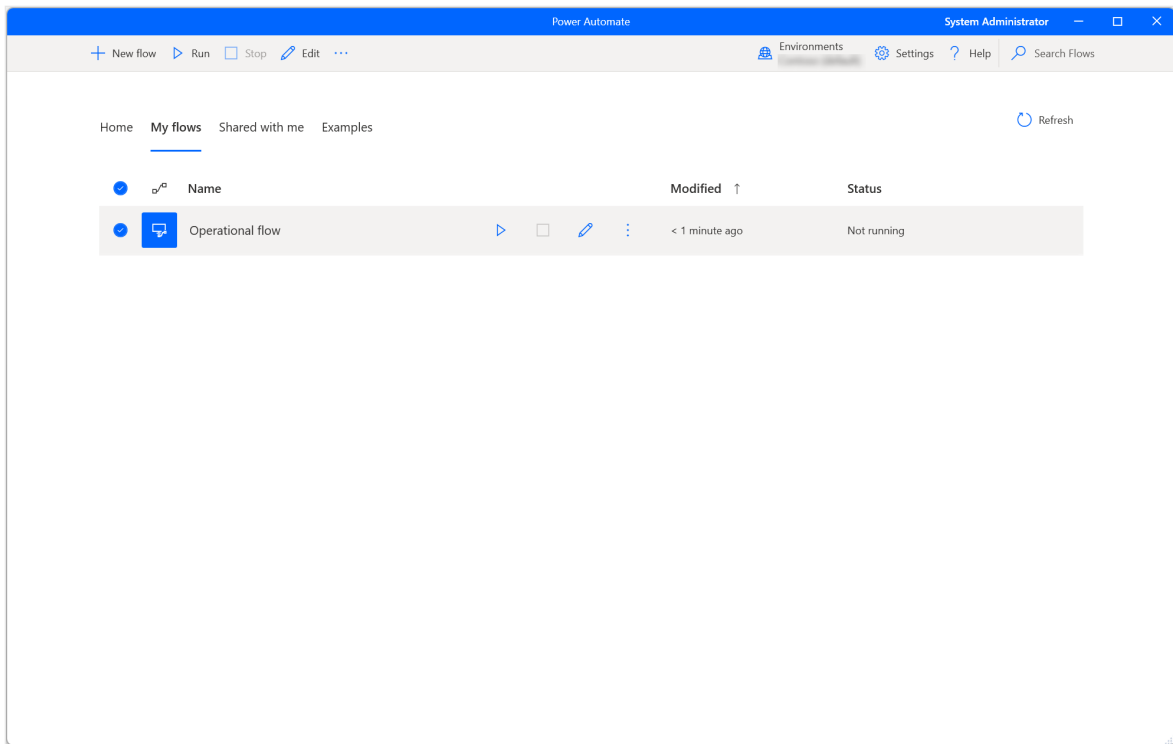 Power Automate
System Administrator
New flow Run Stop Edit ...
Environments
Settings Help Search Flows
Home My flows Shared with me Examples
Refresh
Name Modified ↑ Status
Operational flow < 1 minute ago Not running